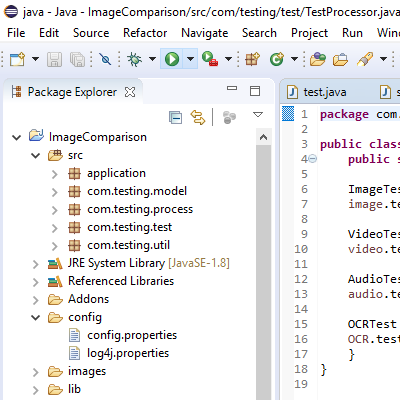 java - Java - ImageComparison/src/com/testing/test/TestProcessor.java
File Edit Source Refactor Navigate Search Project Run Win
Package Explorer
ImageComparison
src
application
com.testing.model
com.testing.process
com.testing.test
com.testing.util
JRE System Library [JavaSE-1.8]
Referenced Libraries
Addons
config
config.properties
log4j.properties
images
lib
test.java s
1 package com.
2
3 public class
4 public s
5
6 ImageTes
7 image.te
8
9 VideoTes
10 video.te
11
12 AudioTes
13 audio.te
14
15 OCRTest
16 OCR.test
17 }
18 }